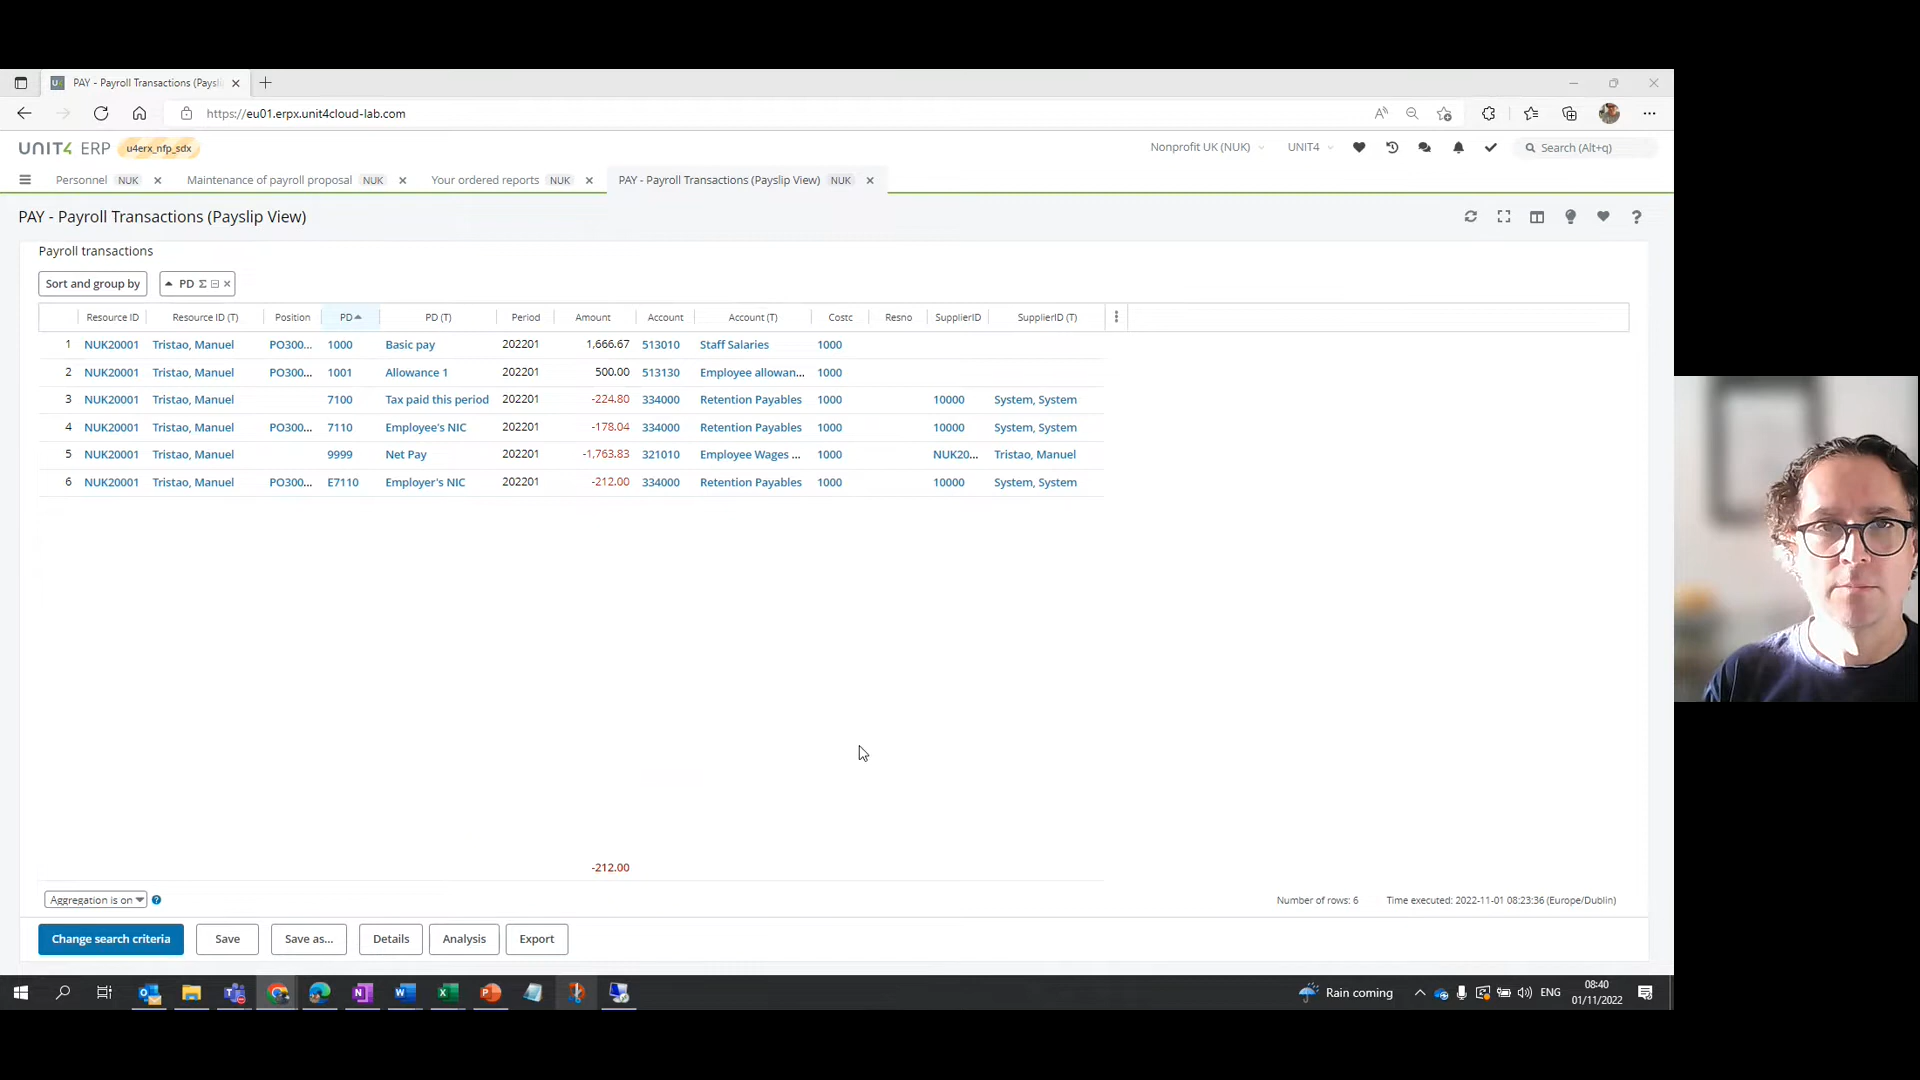 PAY - Payroll Transactions (Paysli
https://eu01.erpx.unit4cloud-lab.com
UNIT4 ERP u4erx_nfp_sdx
Nonprofit UK (NUK) UNIT4 Search (Alt+q)
Personnel NUK Maintenance of payroll proposal NUK Your ordered reports NUK PAY - Payroll Transactions (Payslip View) NUK
PAY - Payroll Transactions (Payslip View)
Payroll transactions
Sort and group by PD Σ
Resource ID Resource ID (T) Position PD PD (T) Period Amount Account Account (T) Costc Resno SupplierID SupplierID (T)
1 NUK20001 Tristao, Manuel PO300... 1000 Basic pay 202201 1,666.67 513010 Staff Salaries 1000
2 NUK20001 Tristao, Manuel PO300... 1001 Allowance 1 202201 500.00 513130 Employee allowan... 1000
3 NUK20001 Tristao, Manuel 7100 Tax paid this period 202201 -224.80 334000 Retention Payables 1000 10000 System, System
4 NUK20001 Tristao, Manuel PO300... 7110 Employee's NIC 202201 -178.04 334000 Retention Payables 1000 10000 System, System
5 NUK20001 Tristao, Manuel 9999 Net Pay 202201 -1,763.83 321010 Employee Wages ... 1000 NUK20... Tristao, Manuel
6 NUK20001 Tristao, Manuel PO300... E7110 Employer's NIC 202201 -212.00 334000 Retention Payables 1000 10000 System, System
-212.00
Aggregation is on Number of rows: 6 Time executed: 2022-11-01 08:23:36 (Europe/Dublin)
Change search criteria Save Save as... Details Analysis Export
Rain coming ENG 08:40
01/11/2022